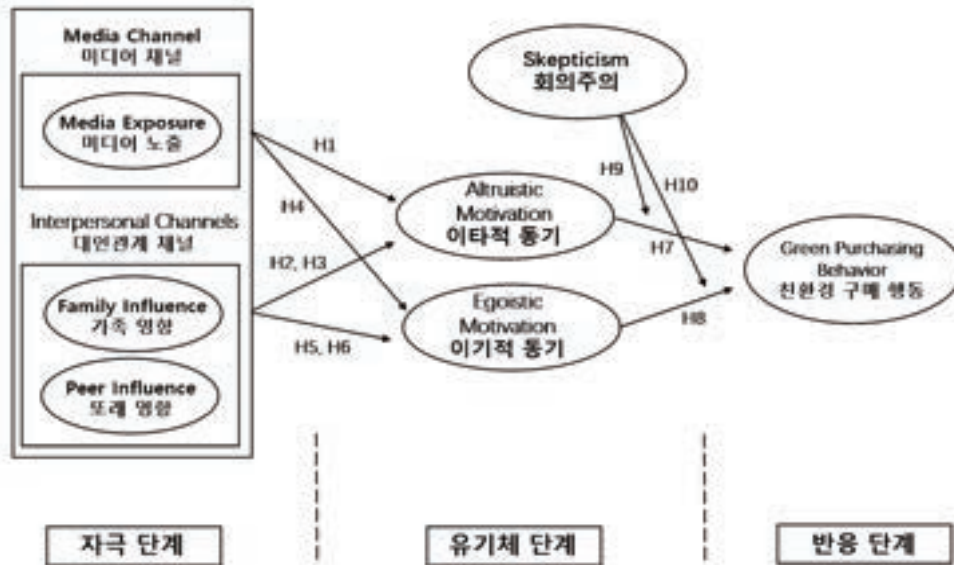 Media Channel
미디어 채널
Media Exposure
미디어 노출
Interpersonal Channels
대인관계 채널
Family Influence
가족 영향
Peer Influence
또래 영향
Skepticism
회의주의
H1
H4
H2, H3
H5, H6
Altruistic
Motivation
이타적 동기
Egoistic
Motivation
이기적 동기
H9
H10
H7
H8
Green Purchasing
Behavior
친환경 구매 행동
자극 단계
유기체 단계
반응 단계